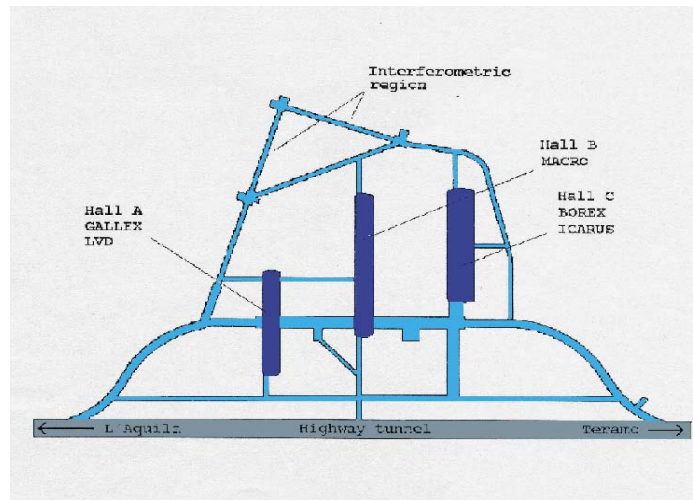 Interferometric
region
Hall B
MACRO
Hall C
BOREX
ICARUS
Hall A
GALLEX
LVD
L'Aquila
Highway tunnel
Teramo